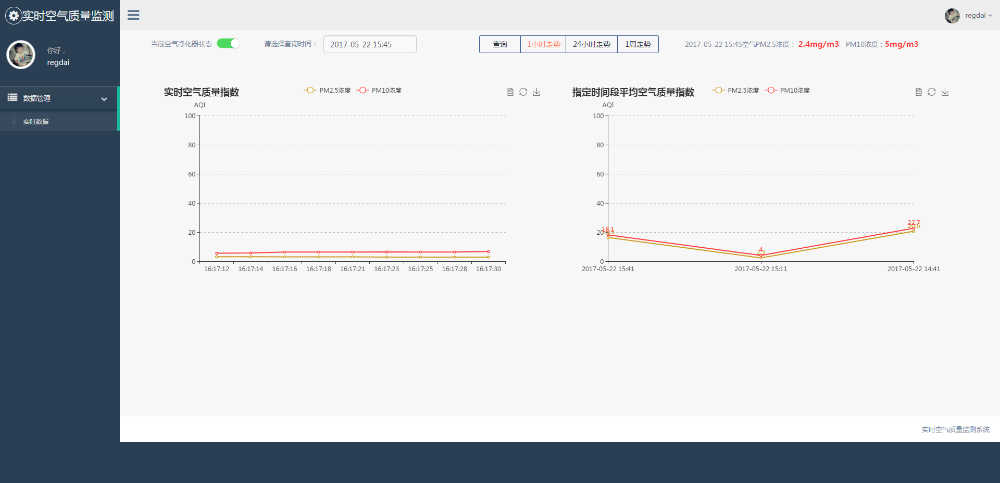 实时空气质量监测
regdai
你好，
regdai
数据管理
实时数据
当前空气净化器状态
请选择查询时间：
2017-05-22 15:45
查询
1小时走势
24小时走势
1周走势
2017-05-22 15:45空气PM2.5浓度： 2.4mg/m3 PM10浓度：5mg/m3
实时空气质量指数
PM2.5浓度
PM10浓度
AQI
100
80
60
40
20
0
16:17:12
16:17:14
16:17:16
16:17:18
16:17:21
16:17:23
16:17:25
16:17:28
16:17:30
指定时间段平均空气质量指数
PM2.5浓度
PM10浓度
AQI
100
80
60
40
20
0
18.1
4
2.3
22.7
20.6
2017-05-22 15:41
2017-05-22 15:11
2017-05-22 14:41
实时空气质量监测系统